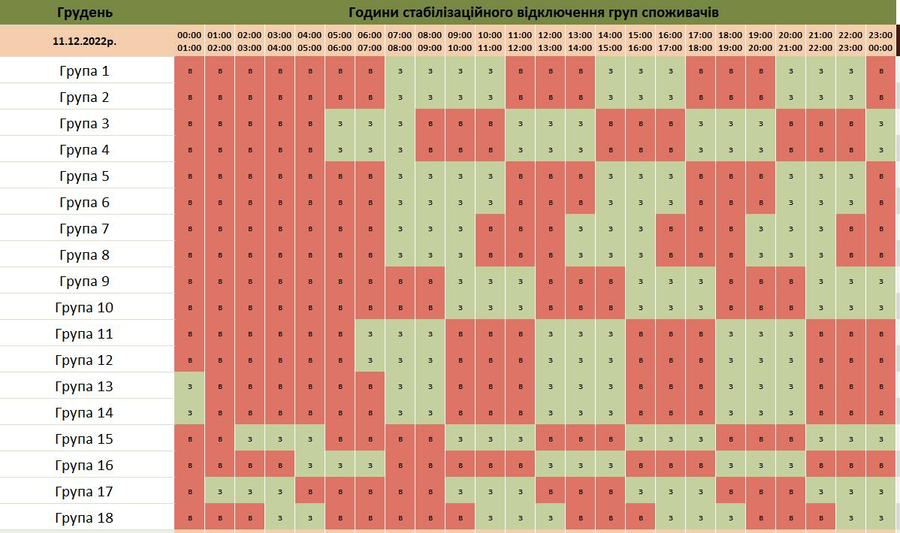 Грудень Години стабілізаційного відключення груп споживачів
11.12.2022р. 00:00 01:00 02:00 03:00 04:00 05:00 06:00 07:00 08:00 09:00 10:00 11:00 12:00 13:00 14:00 15:00 16:00 17:00 18:00 19:00 20:00 21:00 22:00 23:00
01:00 02:00 03:00 04:00 05:00 06:00 07:00 08:00 09:00 10:00 11:00 12:00 13:00 14:00 15:00 16:00 17:00 18:00 19:00 20:00 21:00 22:00 23:00 00:00
Група 1 в в в в в в в з з з з в в в з з з в в в з з з в
Група 2 в в в в в в в з з з з в в в з з з в в в з з з в
Група 3 в в в в в з з з в в в з з з в в в з з з в в в з
Група 4 в в в в в з з з в в в з з з в в в з з з в в в з
Група 5 в в в в в в в з з з з в в в з з з в в в з з з в
Група 6 в в в в в в в з з з з в в в з з з в в в з з з в
Група 7 в в в в в в в з з з в в в з з з в в в з з з в в
Група 8 в в в в в в в з з з в в в з з з в в в з з з в в
Група 9 в в в в в в в в в з з з в в в з з з в в в з з з
Група 10 в в в в в в в в в з з з в в в з з з в в в з з з
Група 11 в в в в в в з з з в в в з з з в в в з з з в в в
Група 12 в в в в в в з з з в в в з з з в в в з з з в в в
Група 13 з в в в в в в з з в в в з з з в в в з з з в в в
Група 14 з в в в в в в з з в в в з з з в в в з з з в в в
Група 15 в в з з з в в в в з з з в в в з з з в в в з з з
Група 16 в в в в з з з в в в в в з з з в в в з з з в в в
Група 17 в з з з в в в в в з з з в в в з з з в в в з з в
Група 18 в в в з з в в в в в з з з в в в з з з в в в з з